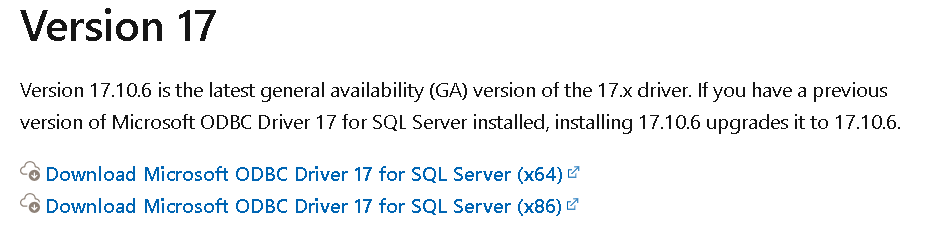 Version 17
Version 17.10.6 is the latest general availability (GA) version of the 17.x driver. If you have a previous
version of Microsoft ODBC Driver 17 for SQL Server installed, installing 17.10.6 upgrades it to 17.10.6.
Download Microsoft ODBC Driver 17 for SQL Server (x64)
Download Microsoft ODBC Driver 17 for SQL Server (x86)